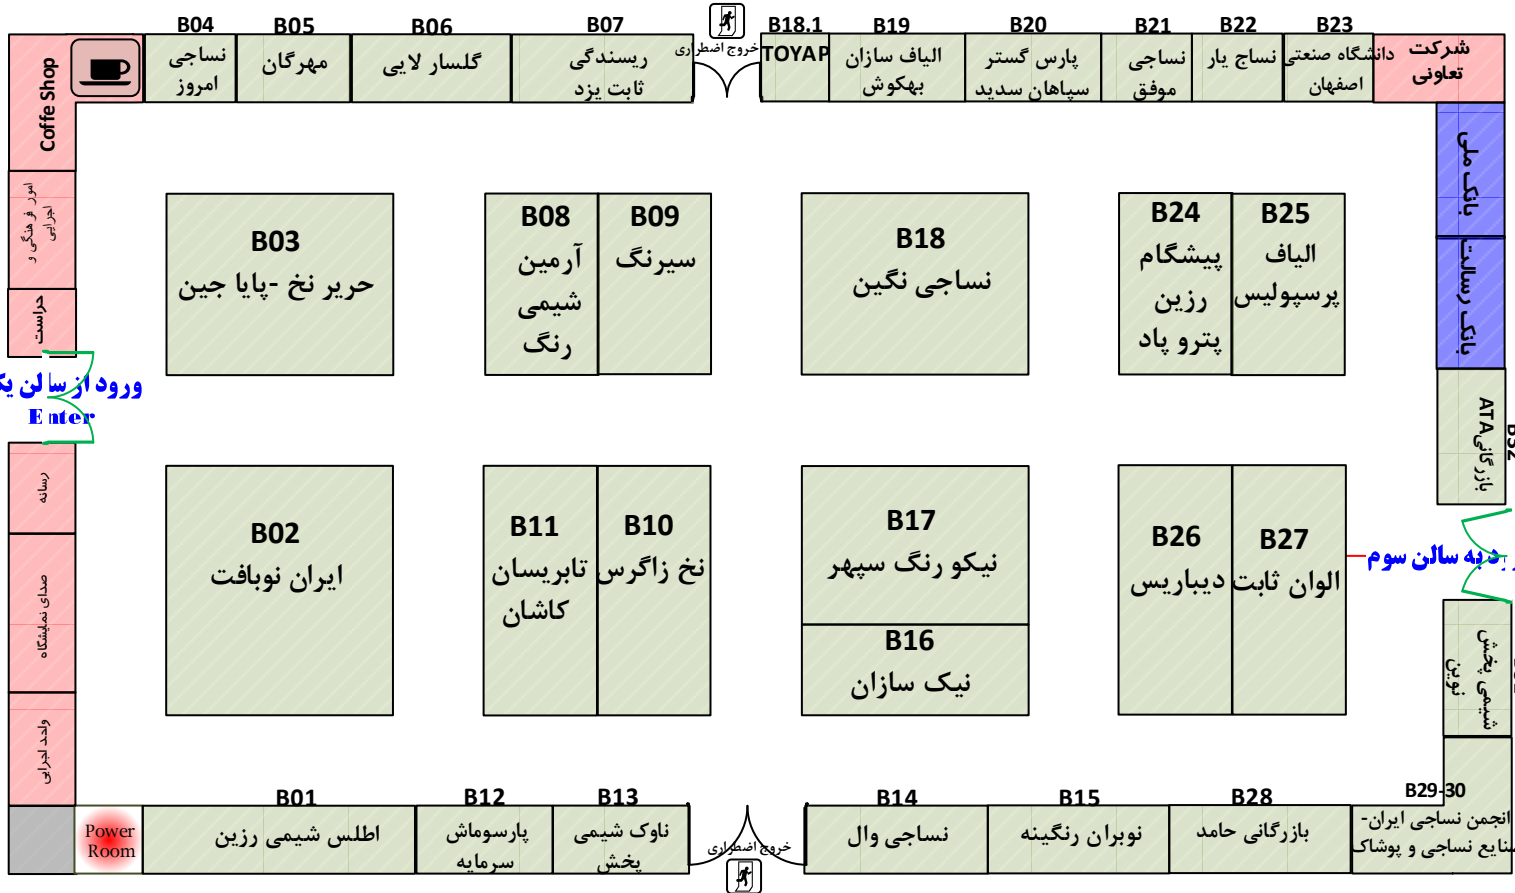 B04
نساجی
امروز
B05
مهرگان
B06
گلسار لایی
B07
ریسندگی
ثابت یزد
خروج اضطراری
B18.1
TOYAP
B19
الیاف سازان
بهکوش
B20
پارس گستر
سپاهان سدید
B21
نساجی
موفق
B22
نساج یار
B23
دانشگاه صنعتی
اصفهان
شرکت
تعاونی
Coffe Shop
امور فرهنگی و
اجرایی
حراست
ورود از سالن یک
Enter
رسانه
صدای نمایشگاه
واحد اجرایی
Power
Room
B03
حریر نخ -پایا جین
B08
آرمین
شیمی
رنگ
B09
سیرنگ
B18
نساجی نگین
B24
پیشگام
رزین
پترو پاد
B25
الیاف
پرسپولیس
بانک ملی
بانک رسالت
بازرگانیATA
B32
B02
ایران نوبافت
B11
تابریسان
کاشان
B10
نخ زاگرس
B17
نیکو رنگ سپهر
B16
نیک سازان
B26
دیباریس
B27
الوان ثابت
به سالن سوم
شیمی پخش
نوین
B01
اطلس شیمی رزین
B12
پارسوماش
سرمایه
B13
ناوک شیمی
پخش
خروج اضطراری
B14
نساجی وال
B15
نوبران رنگینه
B28
بازرگانی حامد
B29-30
انجمن نساجی ایران-
صنایع نساجی و پوشاک